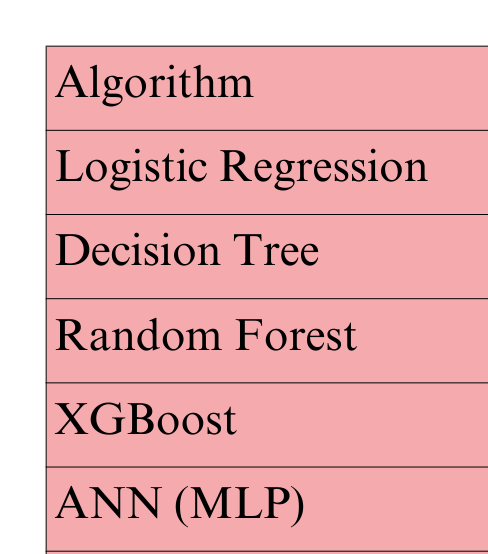 Algorithm
Logistic Regression
Decision Tree
Random Forest
XGBoost
ANN (MLP)